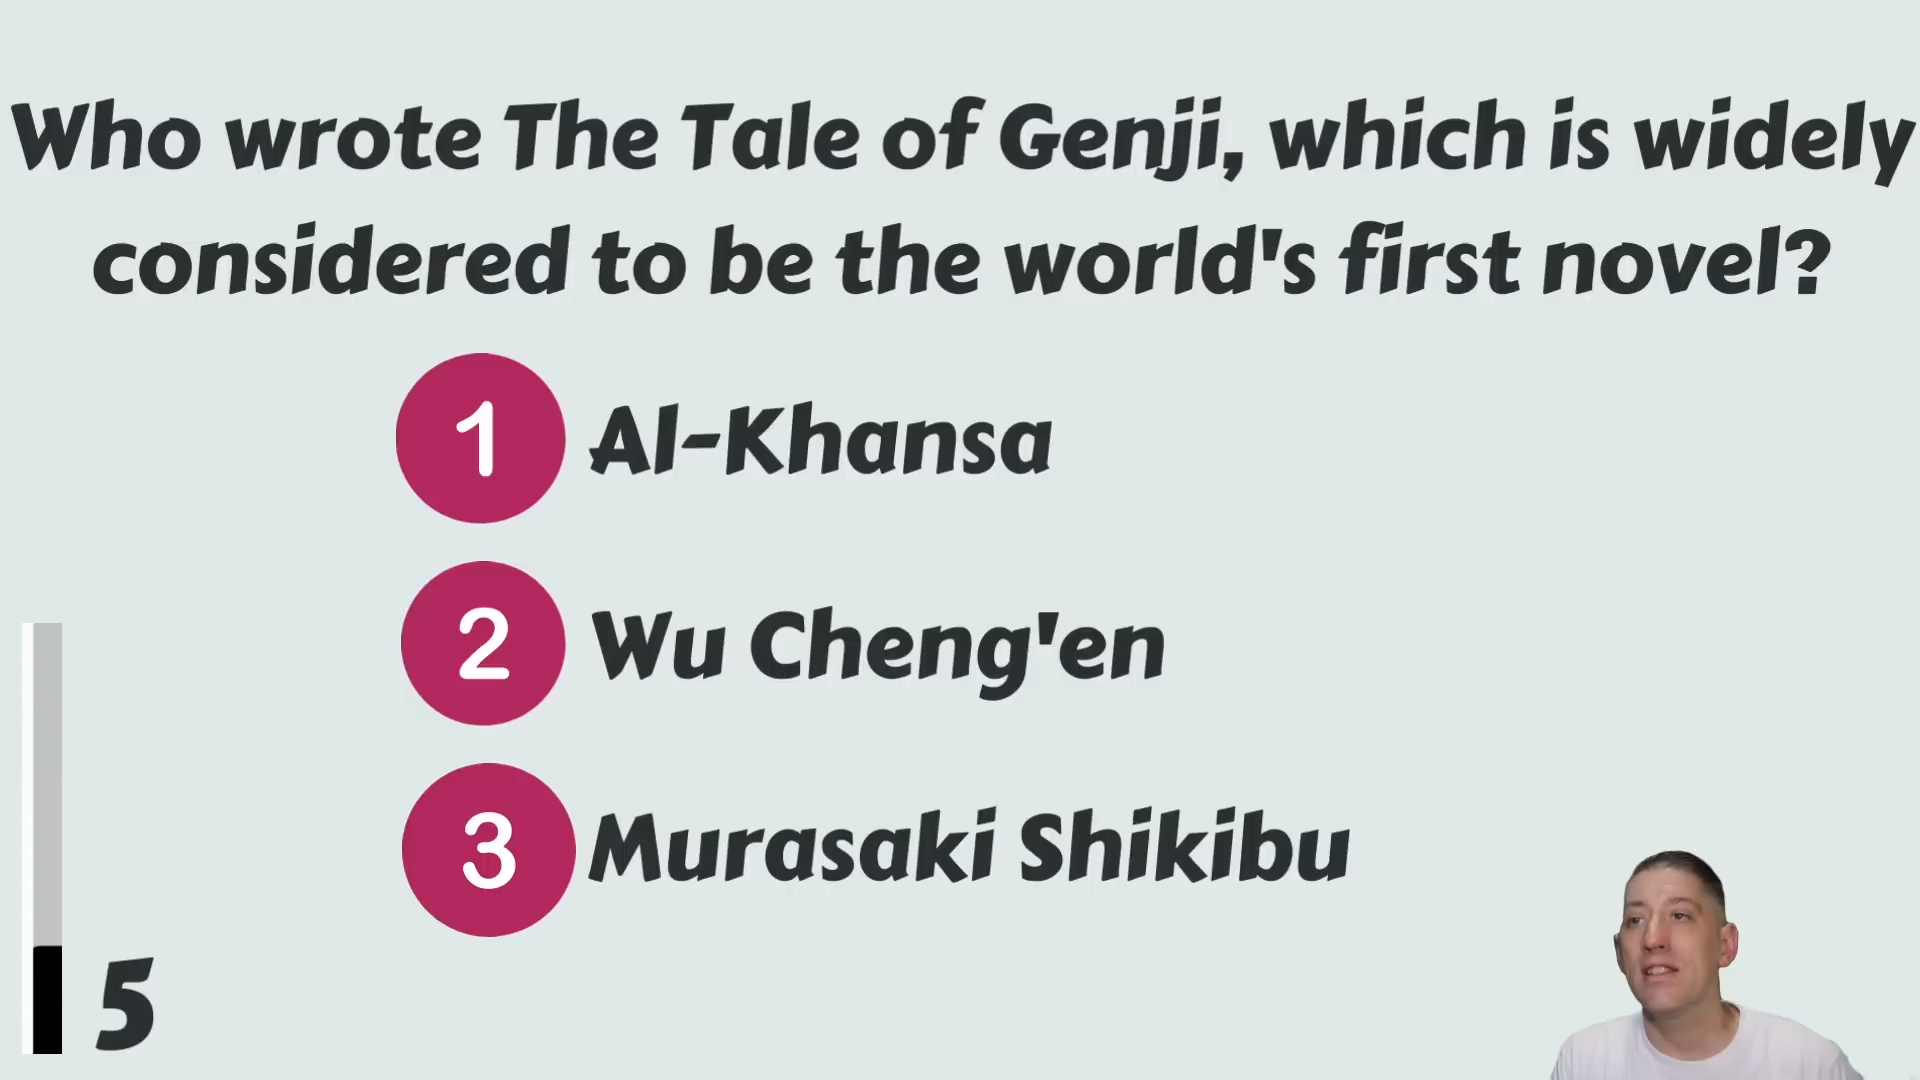 Who wrote The Tale of Genji, which is widely
considered to be the world's first novel?
1 Al-Khansa
2 Wu Cheng'en
3 Murasaki Shikibu
5